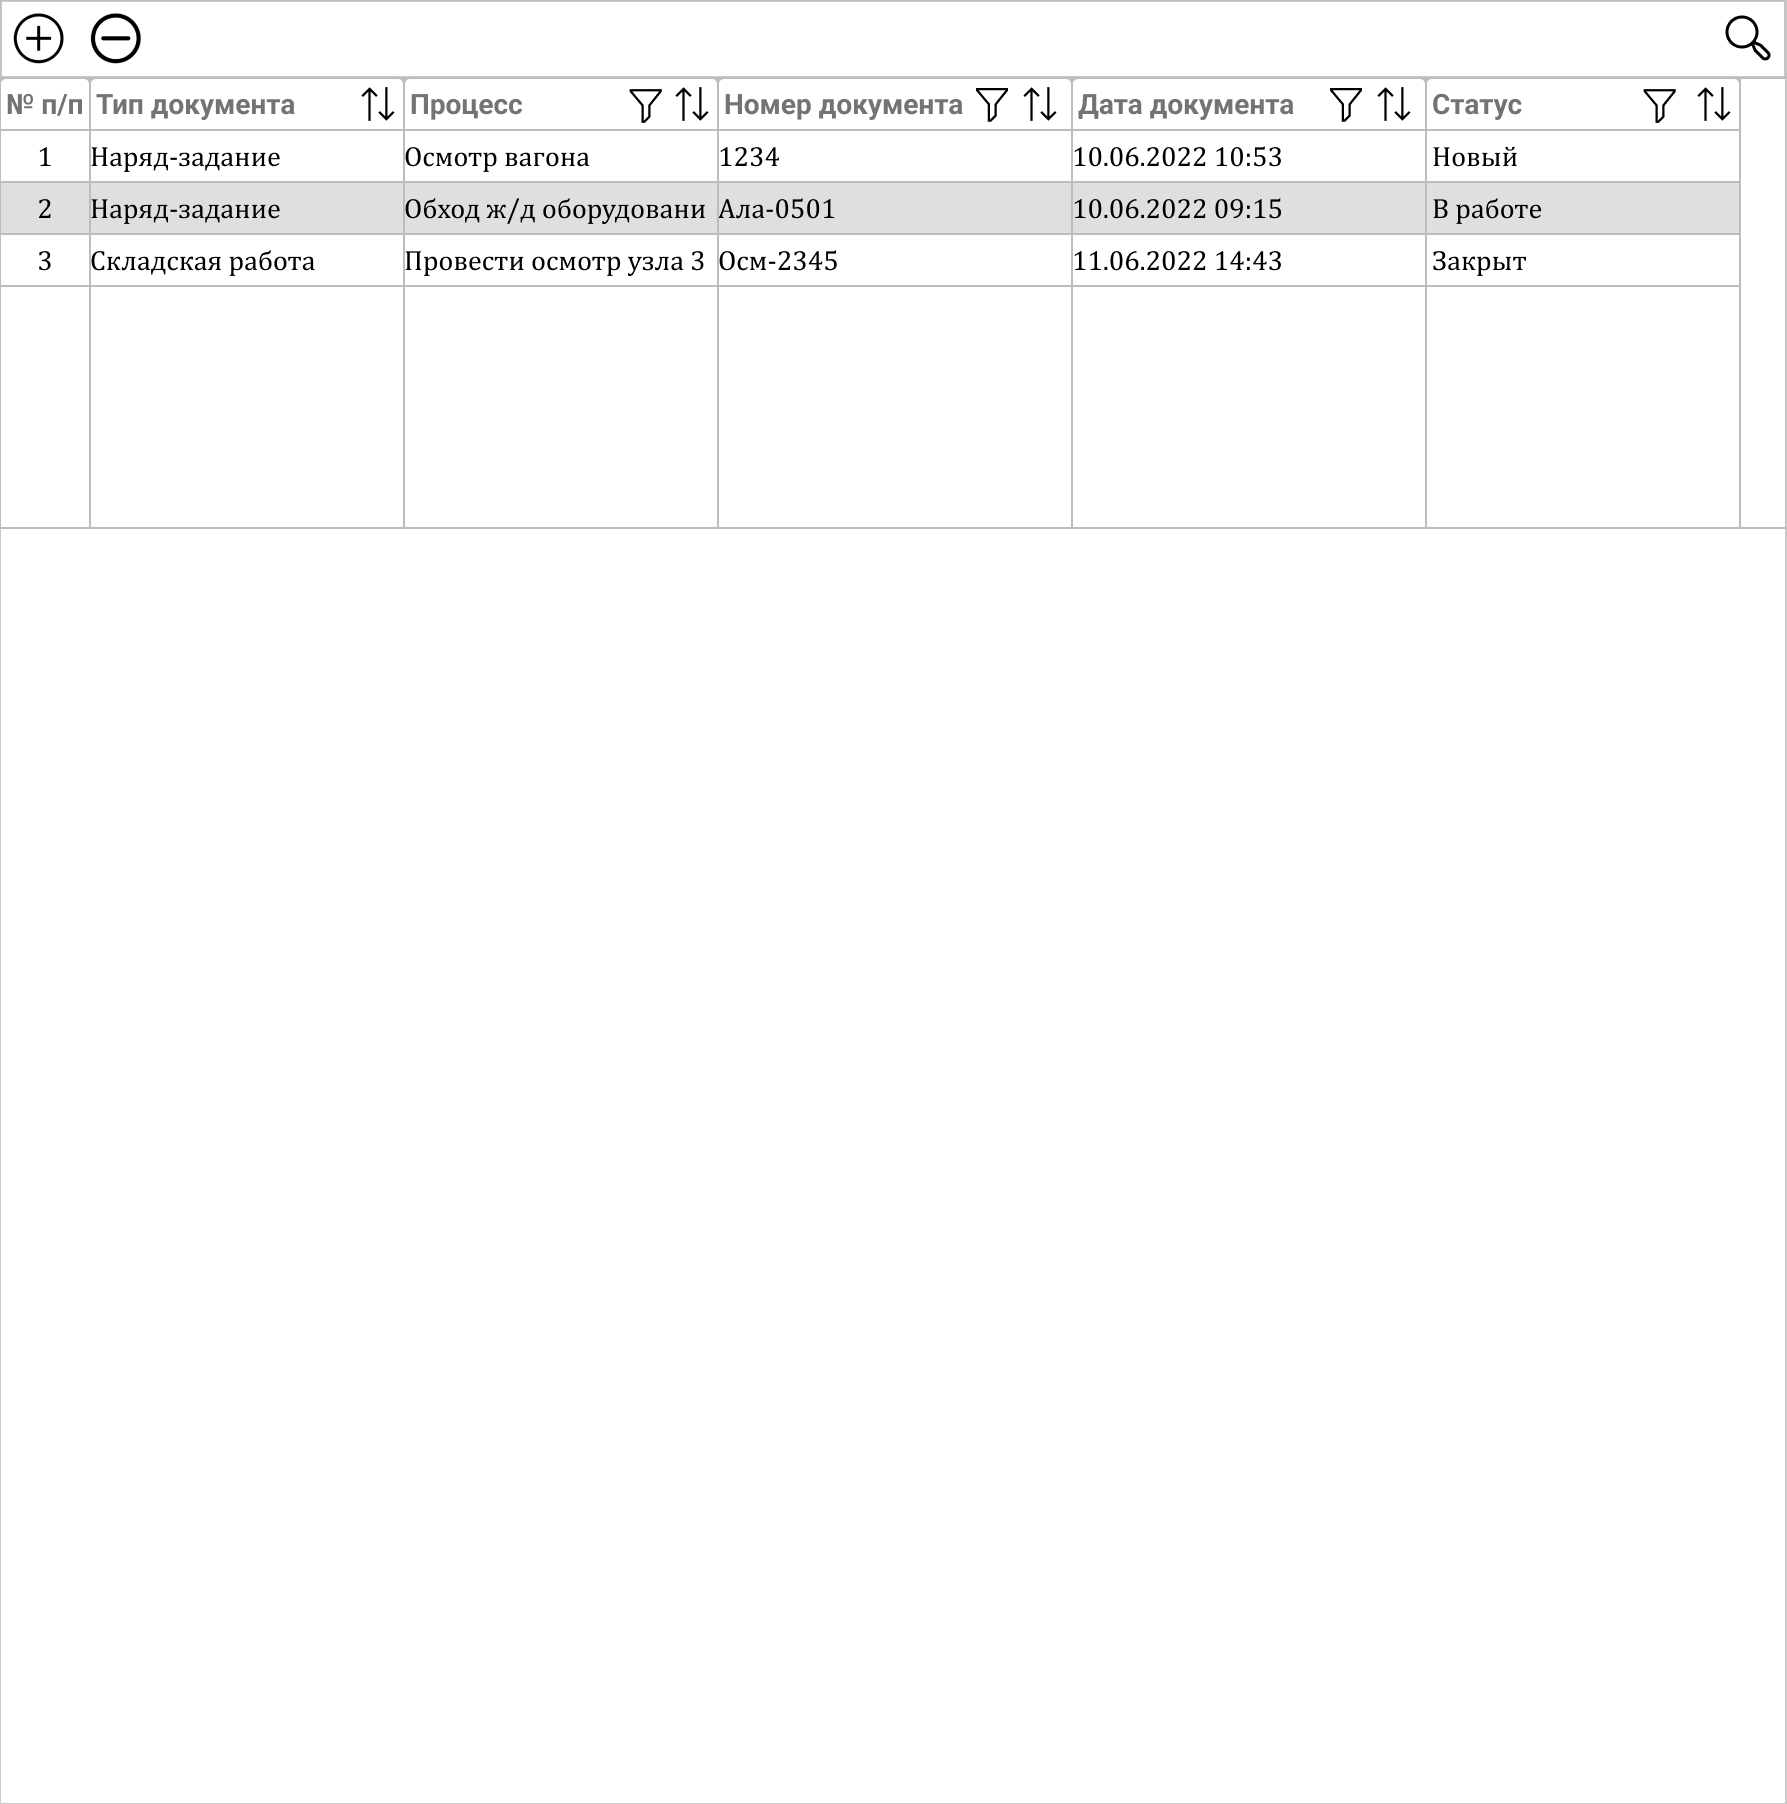 № п/п Тип документа Процесс Номер документа Дата документа Статус
1 Наряд-задание Осмотр вагона 1234 10.06.2022 10:53 Новый
2 Наряд-задание Обход ж/д оборудовани Ала-0501 10.06.2022 09:15 В работе
3 Складская работа Провести осмотр узла 3 Осм-2345 11.06.2022 14:43 Закрыт